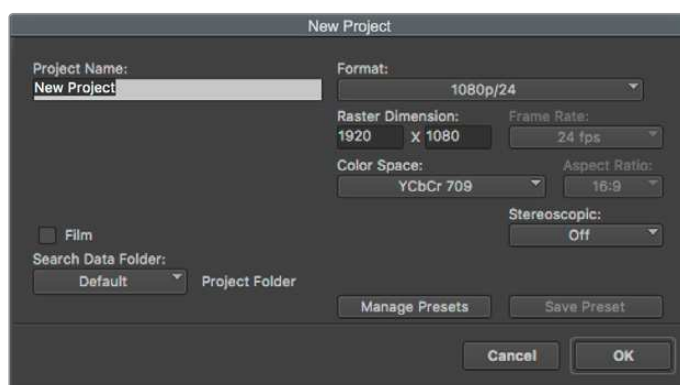 New Project
Project Name:
New Project
Format:
1080p/24
Raster Dimension:
1920 x 1080
Frame Rate:
24 fps
Color Space:
YCbCr 709
Aspect Ratio:
16:9
Stereoscopic:
Off
Film
Search Data Folder:
Default
Project Folder
Manage Presets
Save Preset
Cancel
OK